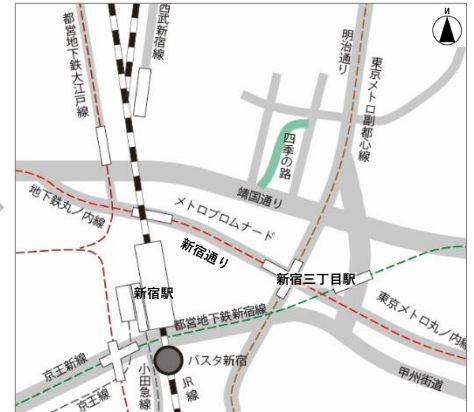 西武新宿線
N
都営地下鉄大江戸線
明治通り
東京メトロ副都心線
四季の路
靖国通り
地下鉄丸ノ内線
メトロプロムナード
新宿通り
新宿駅
新宿三丁目駅
都営地下鉄新宿線
東京メトロ丸ノ内線
京王新線
バスタ新宿
甲州街道
京王線
小田急線
JR線